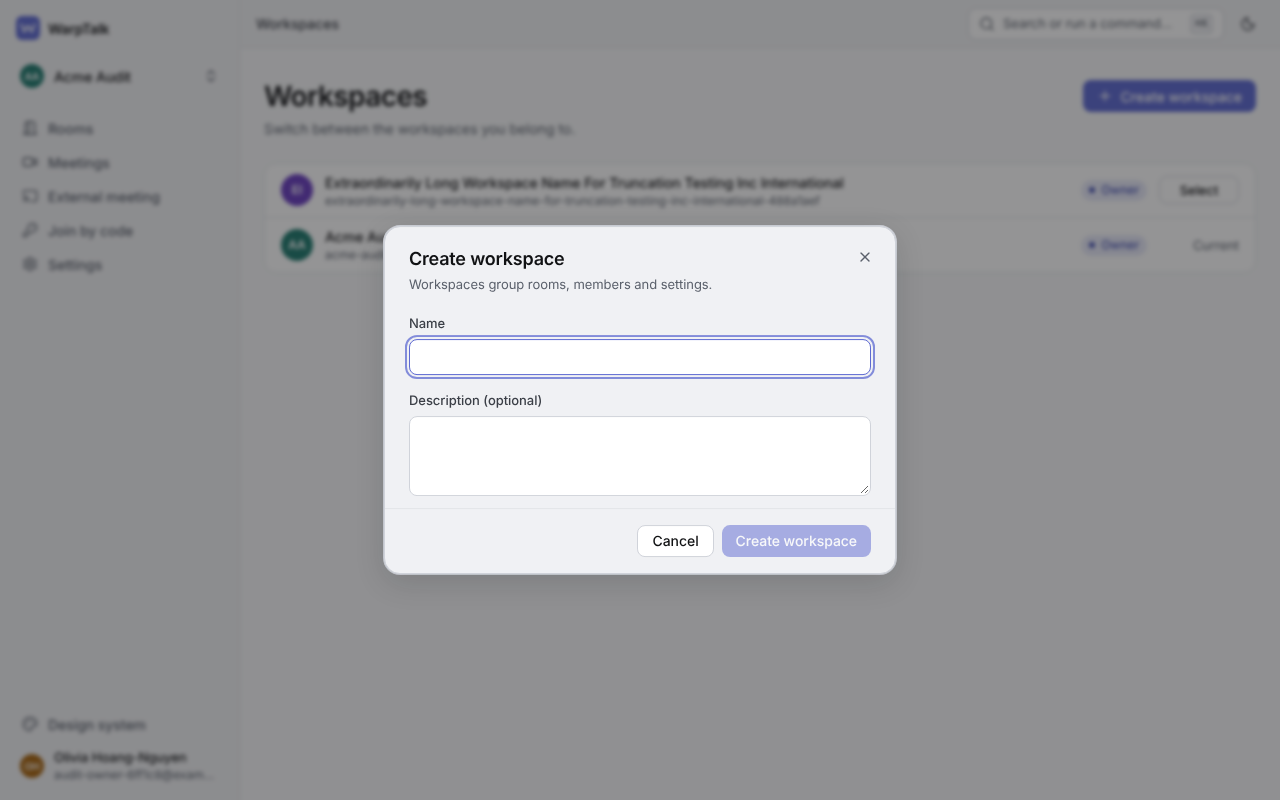 WarpTalk
Workspaces
Search or run a command...
Acme Audit
Rooms
Meetings
External meeting
Join by code
Settings
Workspaces
Create workspace
Switch between the workspaces you belong to.
Extraordinarily Long Workspace Name For Truncation Testing Inc International
Owner
Select
AA
Owner
Current
Create workspace
Workspaces group rooms, members and settings.
Name
Description (optional)
Cancel
Create workspace
Design system
Olivia Hoang-Nguyen